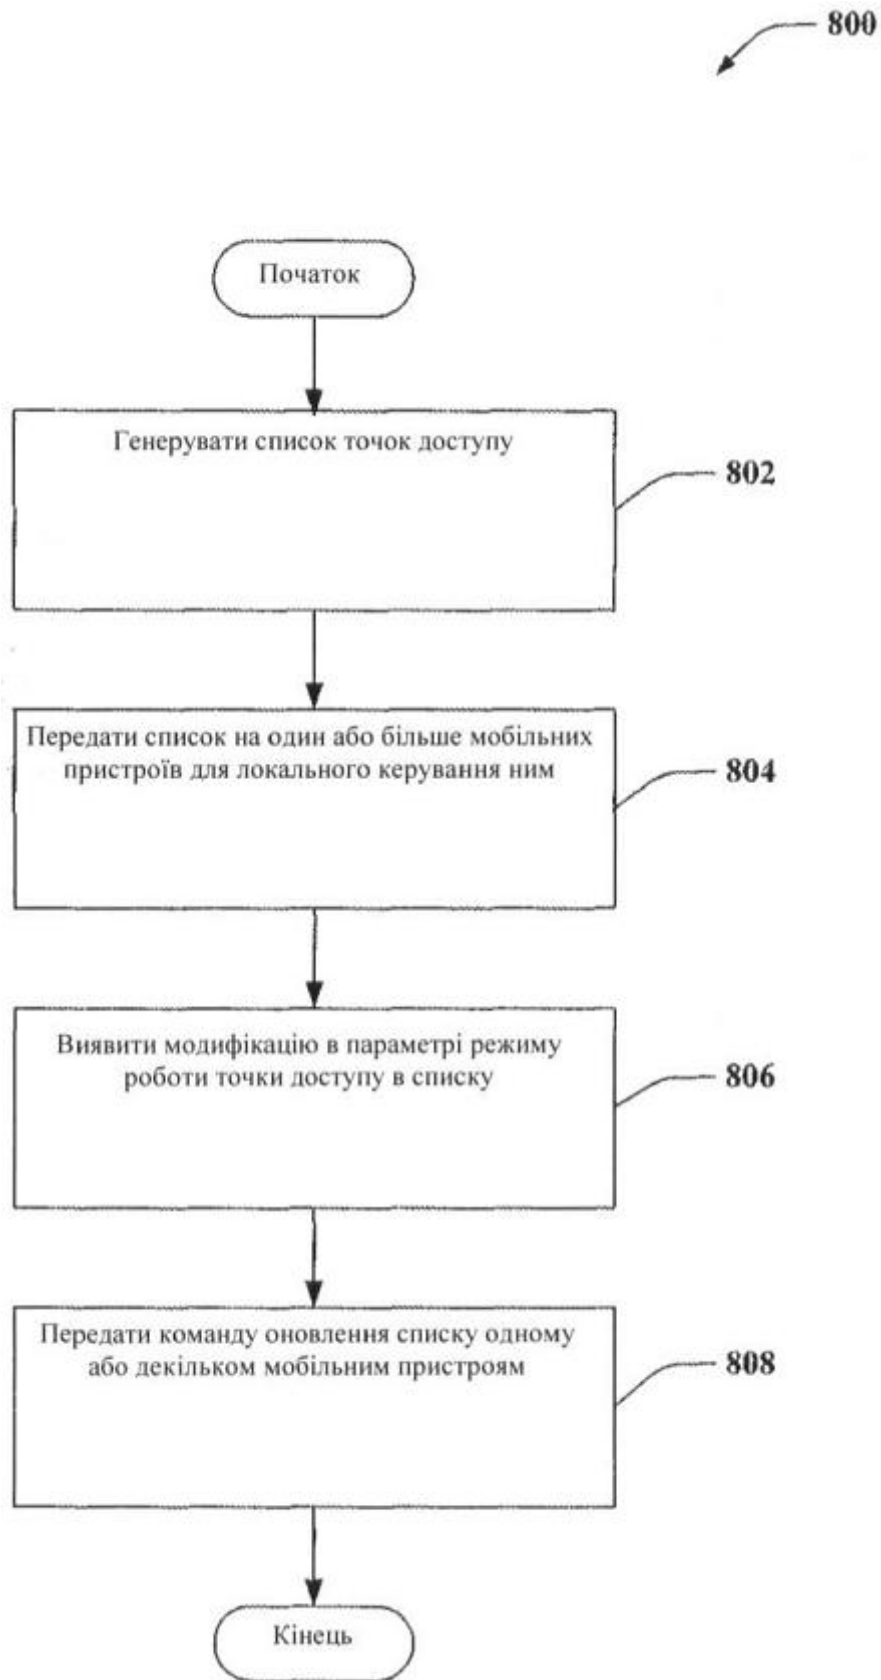 800
Початок
Генерувати список точок доступу
802
Передати список на один або більше мобільних
пристроїв для локального керування ним
804
Виявити модифікацію в параметрі режиму
роботи точки доступу в списку
806
Передати команду оновлення списку одному
або декільком мобільним пристроям
808
Кінець